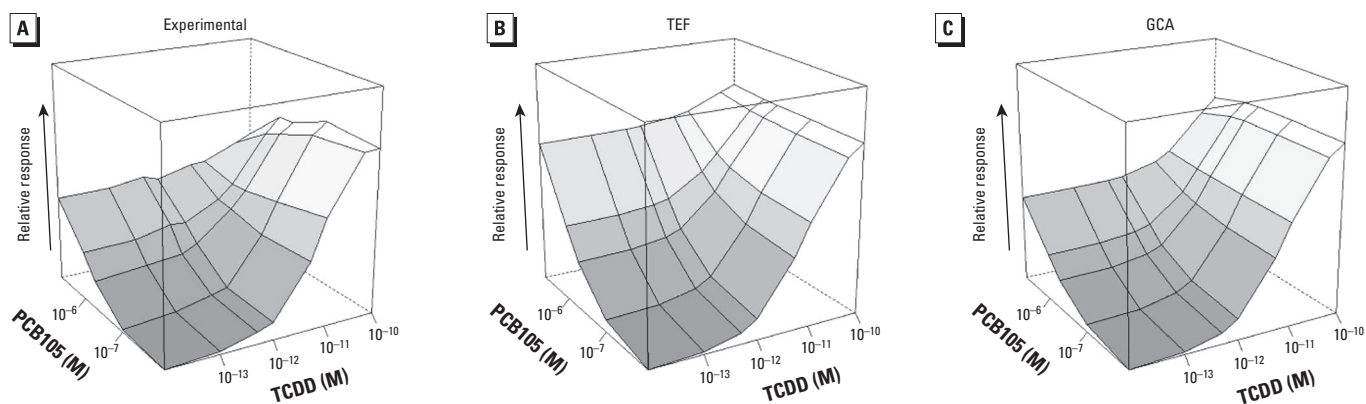 A
Experimental
Relative response
10⁻⁶
10⁻⁷
PCB105 (M)
10⁻¹³
10⁻¹²
10⁻¹¹
10⁻¹⁰
TCDD (M)
B
TEF
Relative response
10⁻⁶
10⁻⁷
PCB105 (M)
10⁻¹³
10⁻¹²
10⁻¹¹
10⁻¹⁰
TCDD (M)
C
GCA
Relative response
10⁻⁶
10⁻⁷
PCB105 (M)
10⁻¹³
10⁻¹²
10⁻¹¹
10⁻¹⁰
TCDD (M)